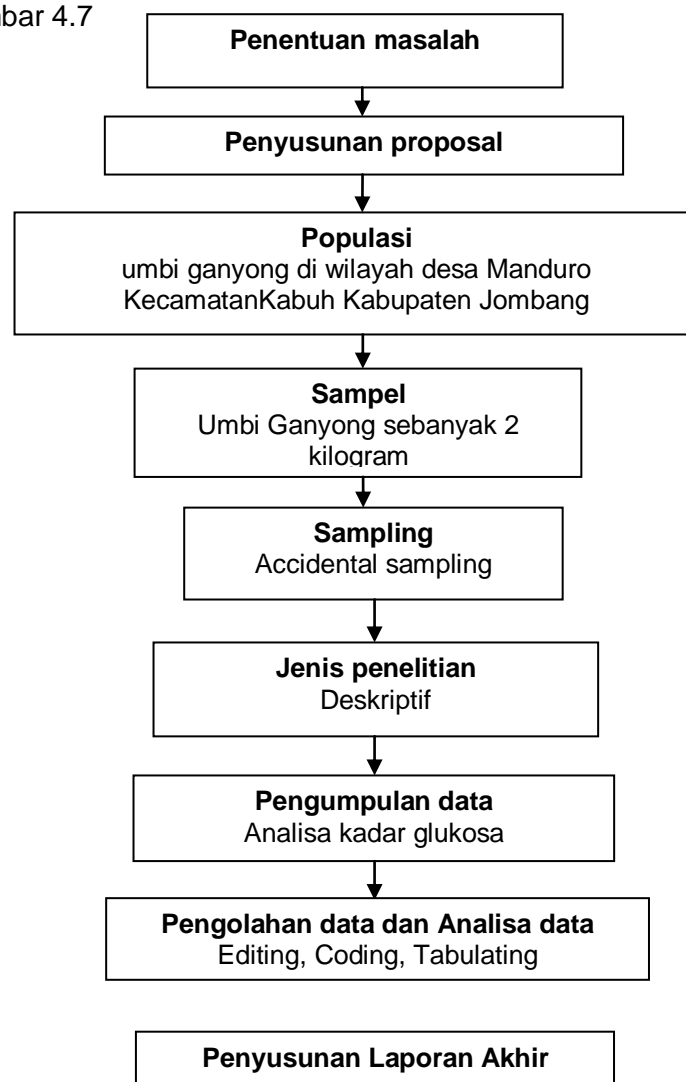 bar 4.7
Penentuan masalah
Penyusunan proposal
Populasi
umbi ganyong di wilayah desa Manduro
KecamatanKabuh Kabupaten Jombang
Sampel
Umbi Ganyong sebanyak 2
kilogram
Sampling
Accidental sampling
Jenis penelitian
Deskriptif
Pengumpulan data
Analisa kadar glukosa
Pengolahan data dan Analisa data
Editing, Coding, Tabulating
Penyusunan Laporan Akhir